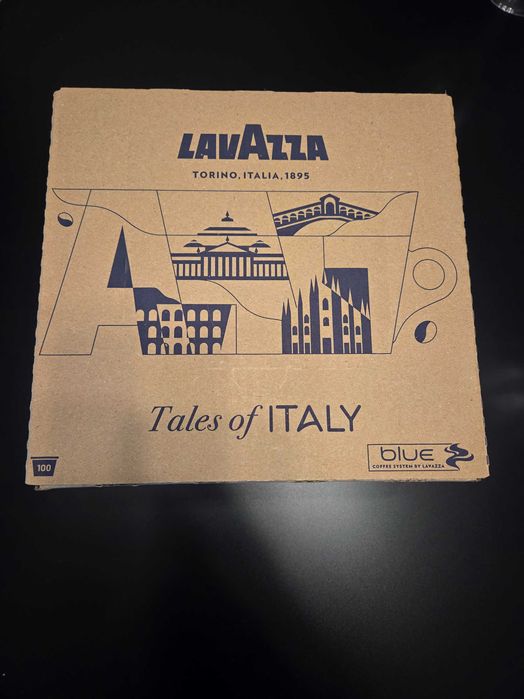 LAVAZZA
TORINO, ITALIA, 1895
Tales of ITALY
100
blue
COFFEE SYSTEM BY LAVAZZA